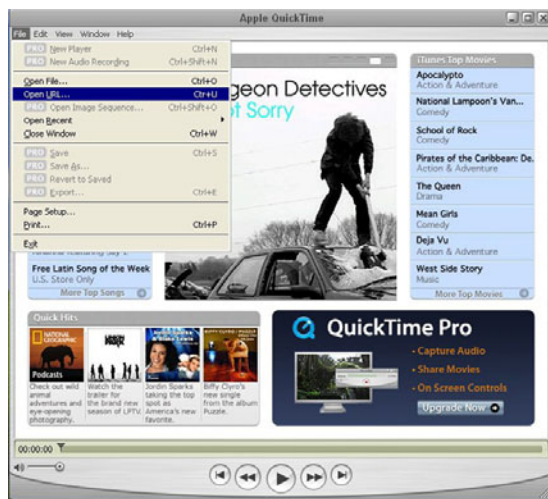 Apple QuickTime
File Edit View Window Help
PRO New Player Ctrl+N
PRO New Audio Recording Ctrl+Shift+N
Open File... Ctrl+O
Open URL... Ctrl+U
PRO Open Image Sequence... Ctrl+Shift+O
Open Recent
Close Window Ctrl+W
PRO Save Ctrl+S
PRO Save As...
PRO Revert to Saved
PRO Export... Ctrl+E
Page Setup...
Print... Ctrl+P
Exit
geon Detectives
t Sorry
Free Latin Song of the Week
U.S. Store Only
More Top Songs
iTunes Top Movies
Apocalypto
Action & Adventure
National Lampoon's Van...
Comedy
School of Rock
Comedy
Pirates of the Caribbean: De.
Action & Adventure
The Queen
Drama
Mean Girls
Comedy
Deja Vu
Action & Adventure
West Side Story
Music
More Top Movies
Quick Hits
NATIONAL
GEOGRAPHIC
Podcasts
Check out wild
animal
adventures and
eye-opening
photography.
Watch the
trailer for
the brand new
season of LPTV.
Jordin Sparks
& Blake Lewis
Jordin Sparks
taking the top
spot as
America's new
favorite.
BIFFY CLYRO PUZZLE
Biffy Clyro's
new single
from the album
Puzzle.
QuickTime Pro
• Capture Audio
• Share Movies
• On Screen Controls
Upgrade Now
00:00:00